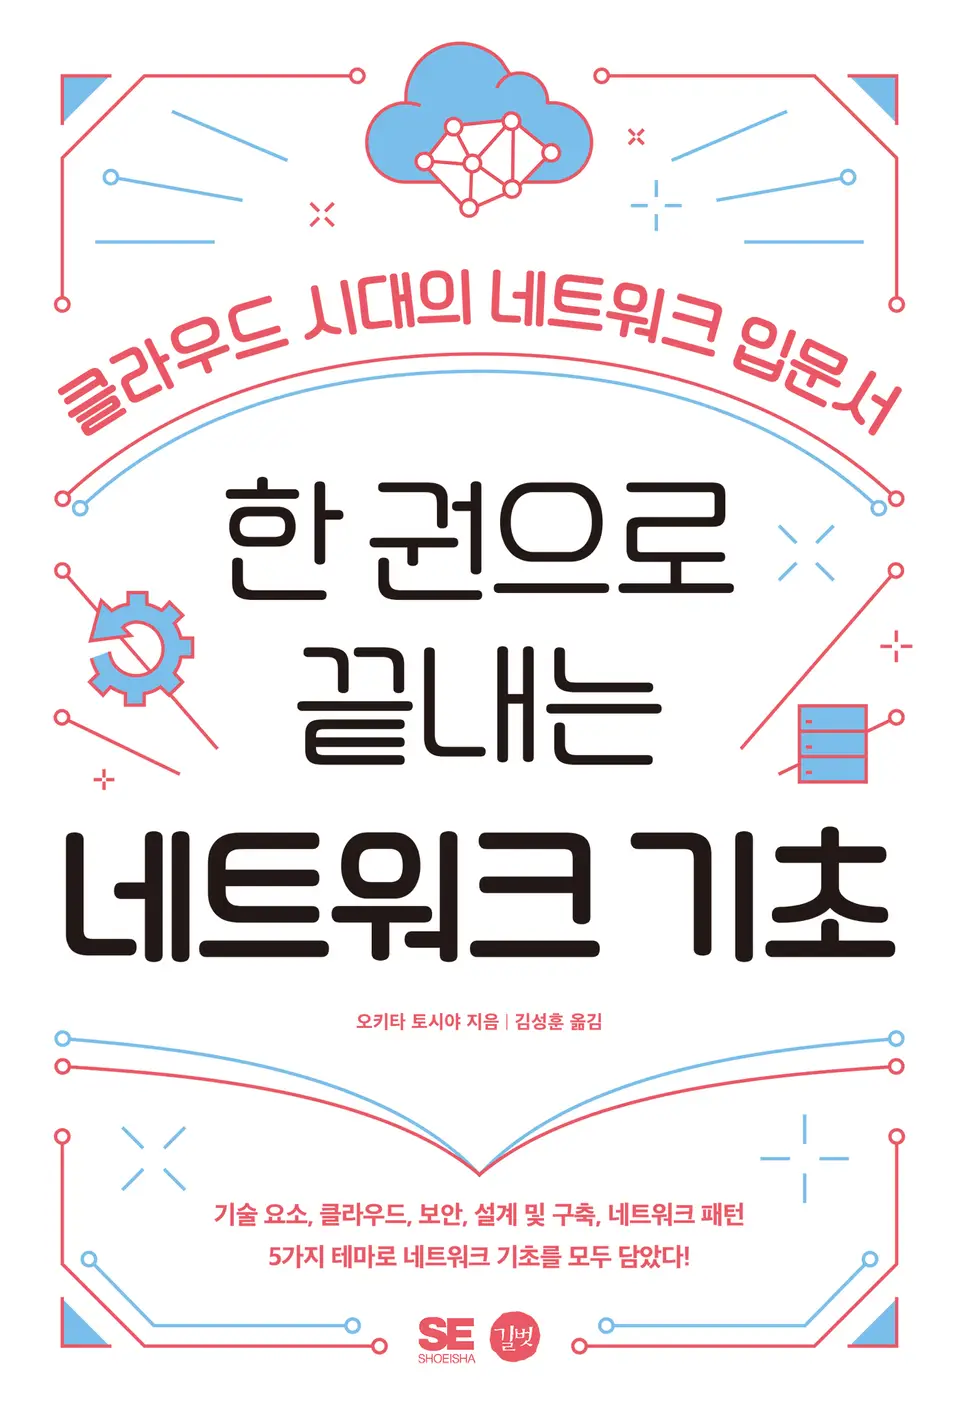 클라우드 시대의 네트워크 입문서
한 권으로
끝내는
네트워크 기초
오키타 토시야 지음 | 김성훈 옮김
기술 요소, 클라우드, 보안, 설계 및 구축, 네트워크 패턴
5가지 테마로 네트워크 기초를 모두 담았다!
SE
SHOEISHA
길벗